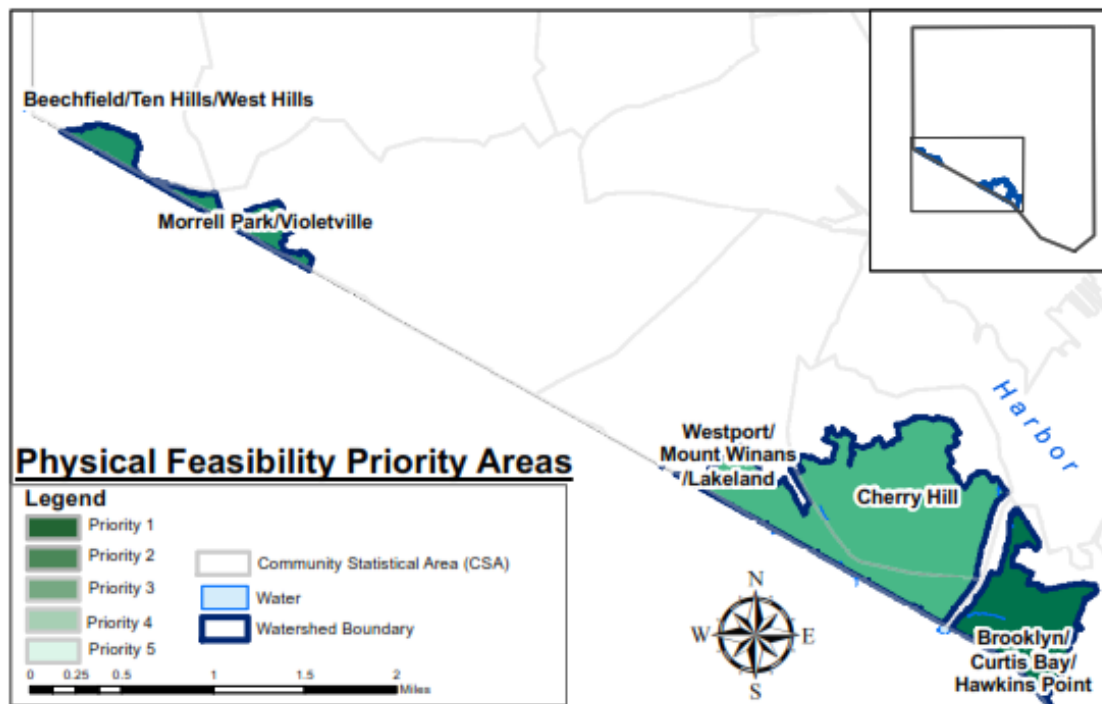 Beechfield/Ten Hills/West Hills
Morrell Park/Violetville
Harbor
Westport/
Mount Winans
/Lakeland
Cherry Hill
Brooklyn/
Curtis Bay/
Hawkins Point
N
W E
S
Physical Feasibility Priority Areas
Legend
Priority 1
Priority 2
Priority 3
Priority 4
Priority 5
Community Statistical Area (CSA)
Water
Watershed Boundary
0 0.25 0.5 1 2
Miles